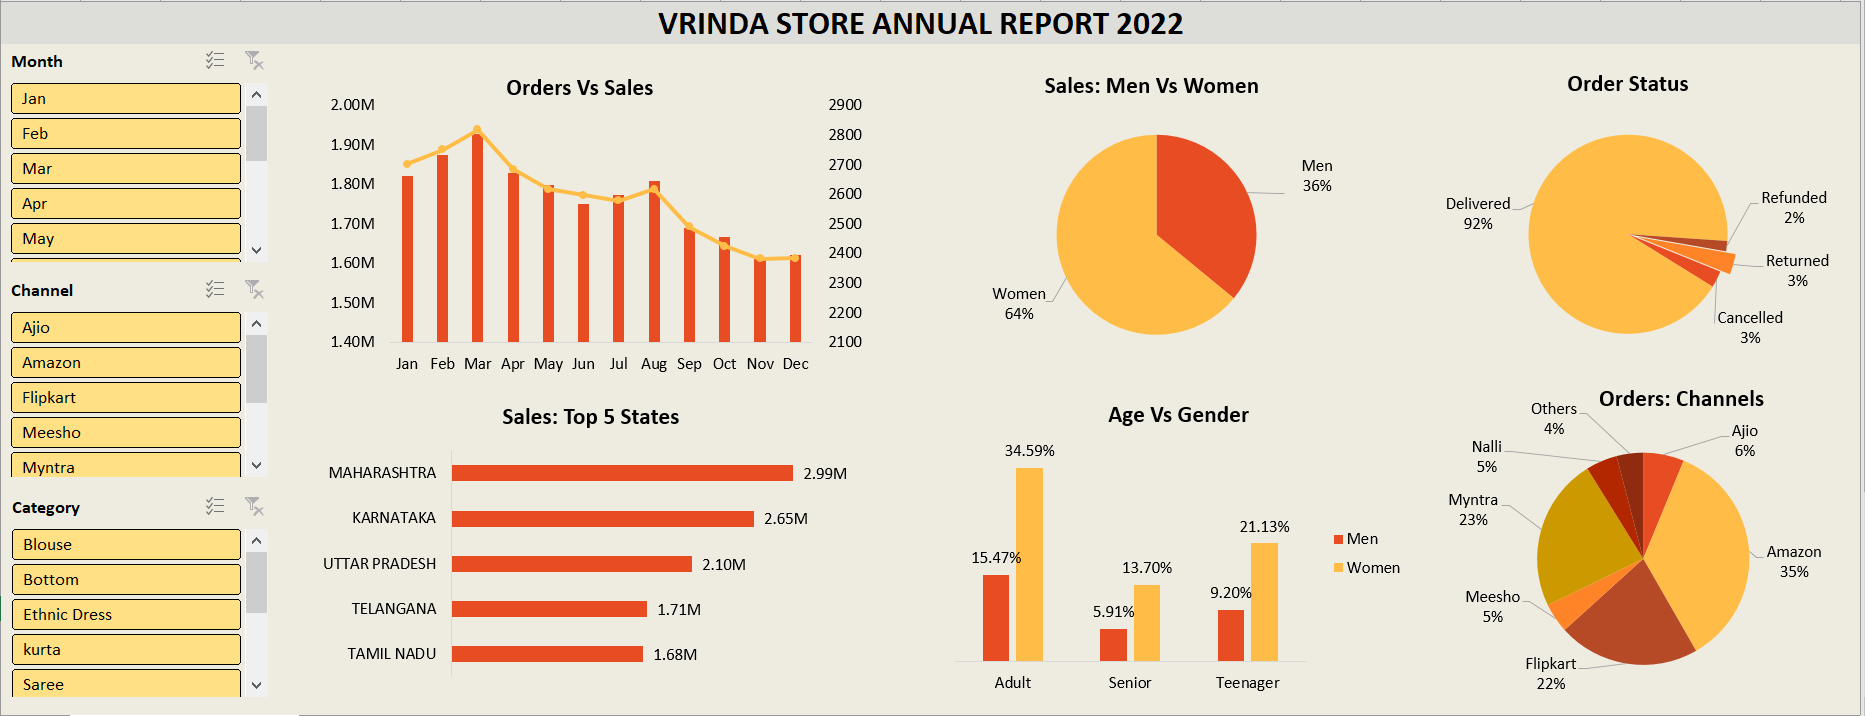 VRINDA STORE ANNUAL REPORT 2022
Month
Jan
Feb
Mar
Apr
May
Channel
Ajio
Amazon
Flipkart
Meesho
Myntra
Category
Blouse
Bottom
Ethnic Dress
kurta
Saree
Orders Vs Sales
2.00M
1.90M
1.80M
1.70M
1.60M
1.50M
1.40M
2900
2800
2700
2600
2500
2400
2300
2200
2100
Jan Feb Mar Apr May Jun Jul Aug Sep Oct Nov Dec
Sales: Men Vs Women
Men
36%
Women
64%
Order Status
Delivered
92%
Refunded
2%
Returned
3%
Cancelled
3%
Sales: Top 5 States
MAHARASHTRA 2.99M
KARNATAKA 2.65M
UTTAR PRADESH 2.10M
TELANGANA 1.71M
TAMIL NADU 1.68M
Age Vs Gender
34.59%
15.47%
13.70%
5.91%
21.13%
9.20%
Adult Senior Teenager
Men
Women
Orders: Channels
Others
4%
Ajio
6%
Nalli
5%
Myntra
23%
Amazon
35%
Meesho
5%
Flipkart
22%